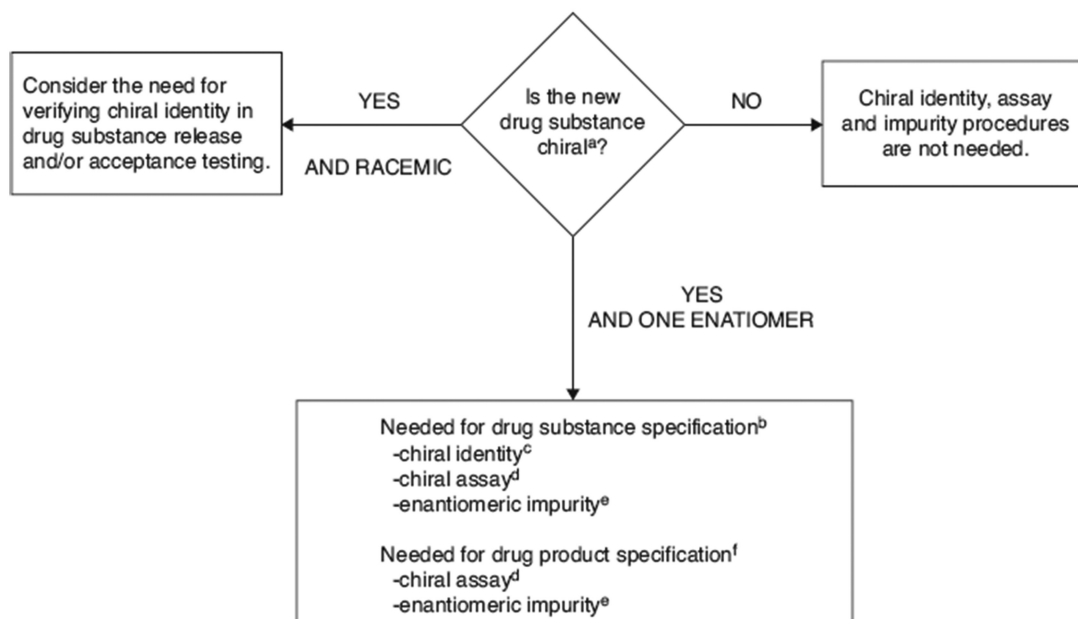 Consider the need for
verifying chiral identity in
drug substance release
and/or acceptance testing.
YES
AND RACEMIC
Is the new
drug substance
chiralᵃ?
NO
Chiral identity, assay
and impurity procedures
are not needed.
YES
AND ONE ENATIOMER
Needed for drug substance specificationᵇ
-chiral identityᶜ
-chiral assayᵈ
-enantiomeric impurityᵉ
Needed for drug product specificationᶠ
-chiral assayᵈ
-enantiomeric impurityᵉ